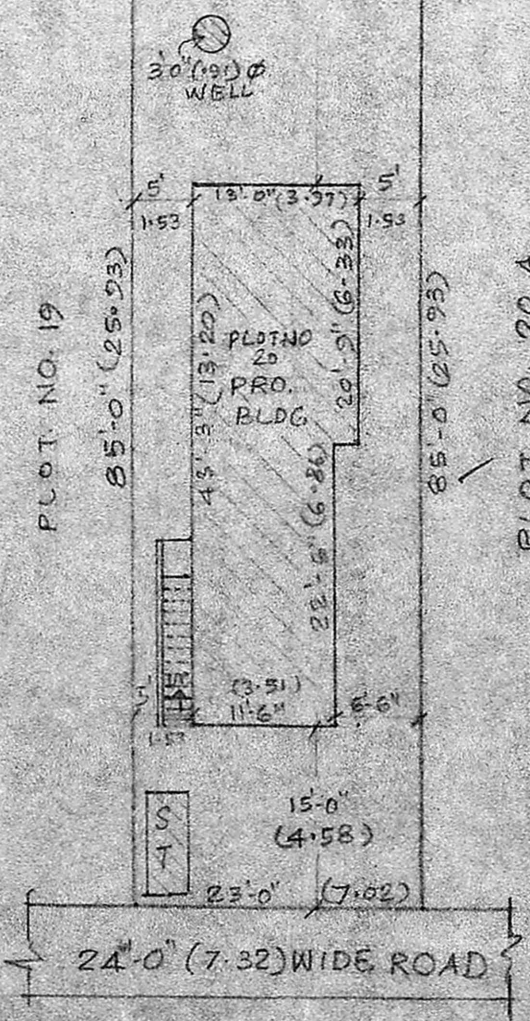 3'0"(.91)Ø
WELL
5'
13'-0"(3.97)
5'
1.53
1.53
PLOT. NO. 19
85'-0" (25.93)
43'-3"(13.20)
PLOT NO
20
PRO.
BLDG
20'-9" (6.33)
22'-6" (6.86)
85'-0" (25.93)
(3.51)
11'-6"
6'-6"
S
T
15'-0"
(4.58)
23'-0" (7.02)
24'-0" (7.32) WIDE ROAD